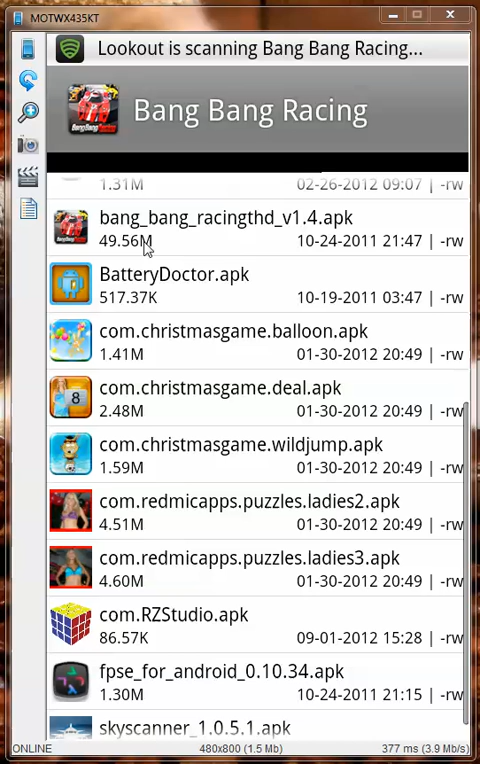 MOTWX435KT
Lookout is scanning Bang Bang Racing...
Bang Bang Racing
1.31M 02-26-2012 09:07 | -rw
bang_bang_racingthd_v1.4.apk
49.56M 10-24-2011 21:47 | -rw
BatteryDoctor.apk
517.37K 10-19-2011 03:47 | -rw
com.christmasgame.balloon.apk
1.41M 01-30-2012 20:49 | -rw
com.christmasgame.deal.apk
8
2.48M 01-30-2012 20:49 | -rw
com.christmasgame.wildjump.apk
1.59M 01-30-2012 20:49 | -rw
com.redmicapps.puzzles.ladies2.apk
4.51M 01-30-2012 20:49 | -rw
com.redmicapps.puzzles.ladies3.apk
4.60M 01-30-2012 20:49 | -rw
com.RZStudio.apk
86.57K 09-01-2012 15:28 | -rw
fpse_for_android_0.10.34.apk
1.30M 10-24-2011 21:15 | -rw
skyscanner_1.0.5.1.apk
ONLINE 480x800 (1.5 Mb) 377 ms (3.9 Mb/s)